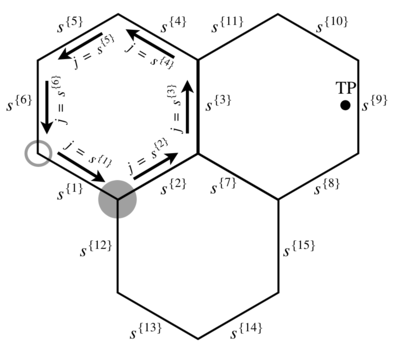 s^{5}
s^{4}
s^{11}
s^{10}
j = s^{5}
j = s^{4}
s^{6}
j = s^{6}
j = s^{3}
s^{3}
TP
s^{9}
j = s^{1}
j = s^{2}
s^{1}
s^{2}
s^{7}
s^{8}
s^{12}
s^{15}
s^{13}
s^{14}